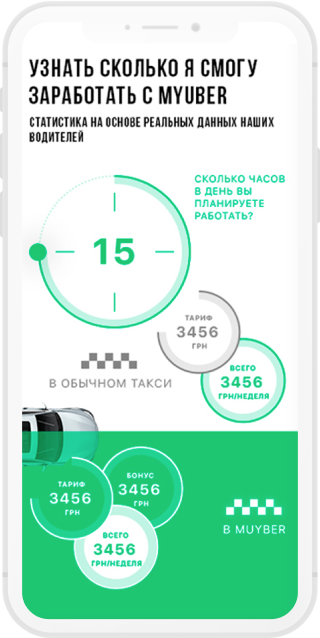 УЗНАТЬ СКОЛЬКО Я СМОГУ
ЗАРАБОТАТЬ С MYUBER
СТАТИСТИКА НА ОСНОВЕ РЕАЛЬНЫХ ДАННЫХ НАШИХ
ВОДИТЕЛЕЙ
СКОЛЬКО ЧАСОВ
В ДЕНЬ ВЫ
ПЛАНИРУЕТЕ
РАБОТАТЬ?
15
ТАРИФ
3456
ГРН
ВСЕГО
3456
ГРН/НЕДЕЛЯ
В ОБЫЧНОМ ТАКСИ
ТАРИФ
3456
ГРН
БОНУС
3456
ГРН
ВСЕГО
3456
ГРН/НЕДЕЛЯ
В MUYBER